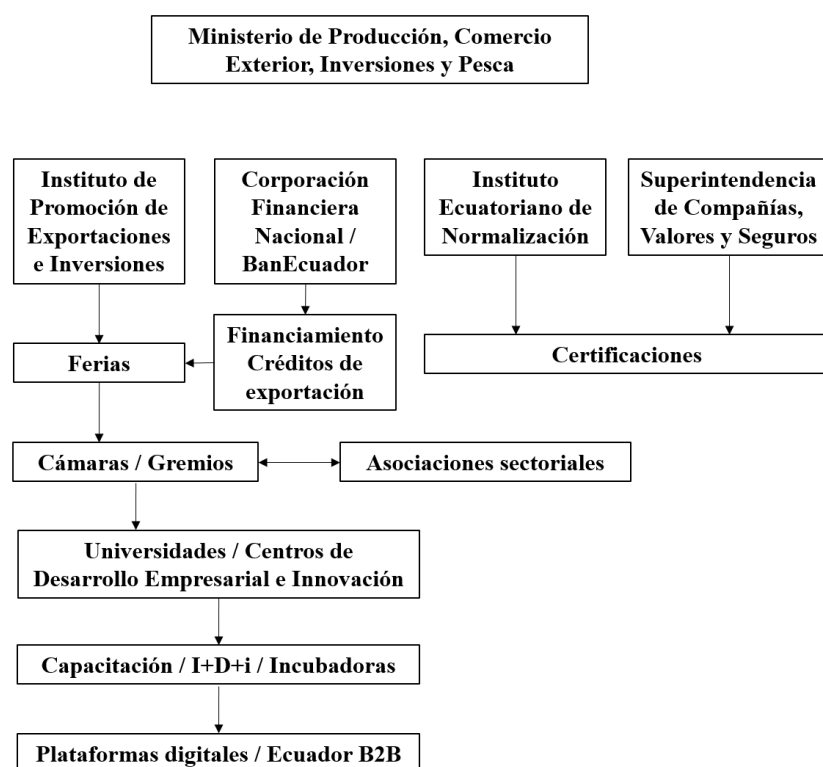 Ministerio de Producción, Comercio
Exterior, Inversiones y Pesca
Instituto de
Promoción de
Exportaciones
e Inversiones
Corporación
Financiera
Nacional /
BanEcuador
Instituto
Ecuatoriano de
Normalización
Superintendencia
de Compañías,
Valores y Seguros
Ferias
Financiamiento
Créditos de
exportación
Certificaciones
Cámaras / Gremios
Asociaciones sectoriales
Universidades / Centros de
Desarrollo Empresarial e Innovación
Capacitación / I+D+i / Incubadoras
Plataformas digitales / Ecuador B2B